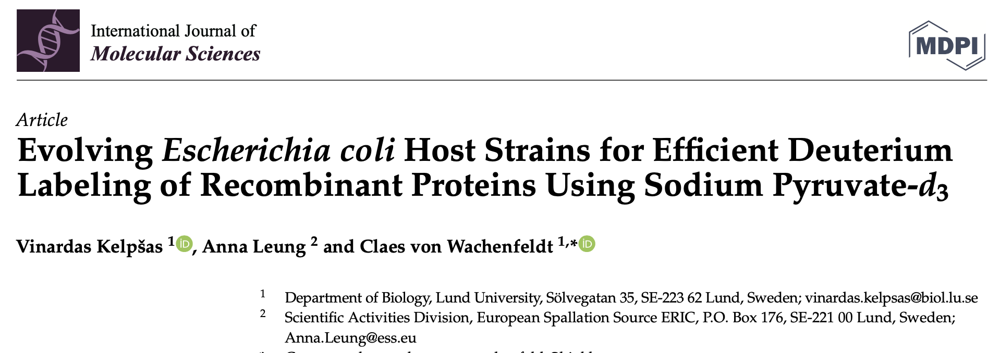 International Journal of
Molecular Sciences
MDPI
Article
Evolving Escherichia coli Host Strains for Efficient Deuterium
Labeling of Recombinant Proteins Using Sodium Pyruvate-d3
Vinardas Kelpšas 1 iD, Anna Leung 2 and Claes von Wachenfeldt 1,* iD
1 Department of Biology, Lund University, Sölvegatan 35, SE-223 62 Lund, Sweden; vinardas.kelpsas@biol.lu.se
2 Scientific Activities Division, European Spallation Source ERIC, P.O. Box 176, SE-221 00 Lund, Sweden;
Anna.Leung@ess.eu